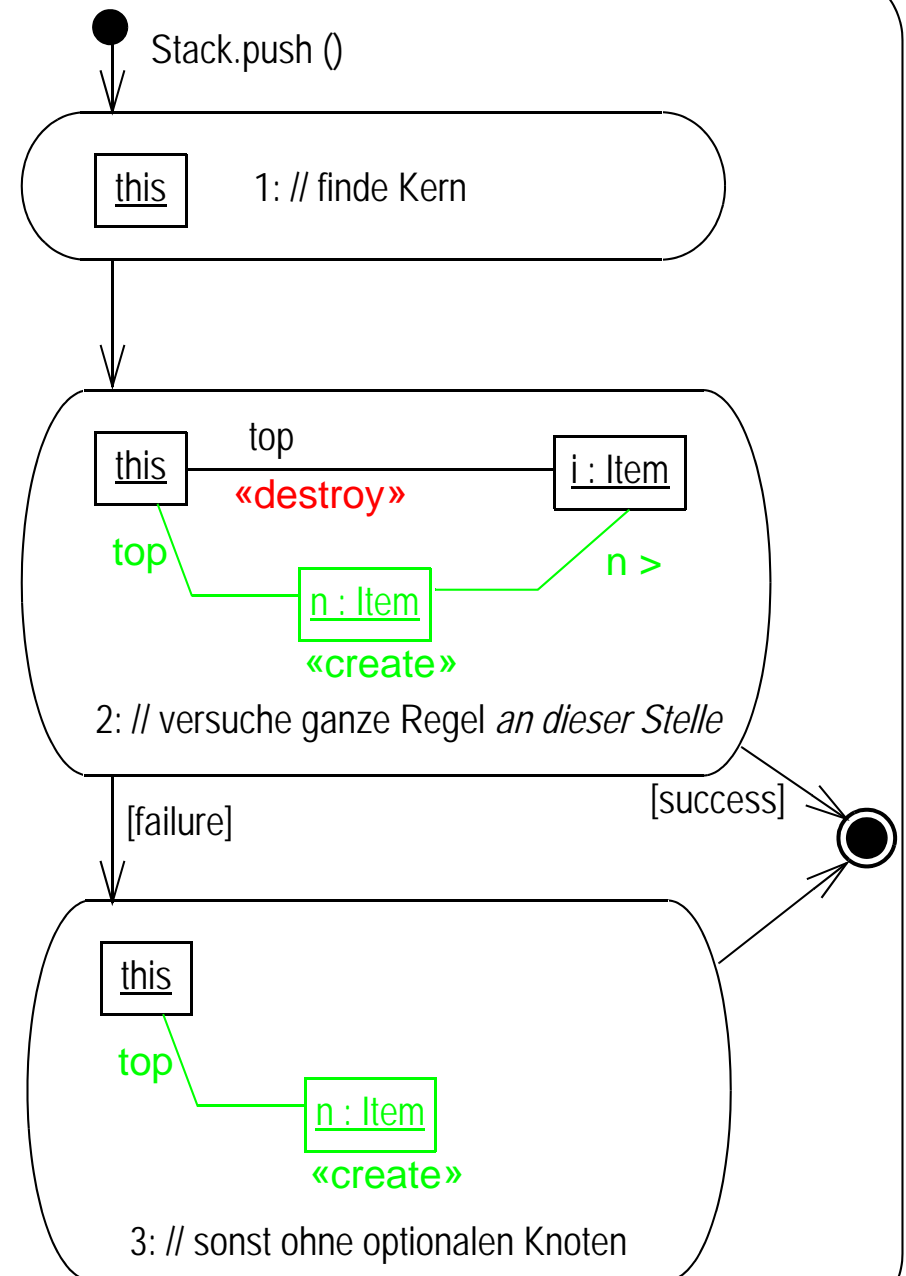 Stack.push ()
this
1: // finde Kern
top
this
i : Item
«destroy»
top
n >
n : Item
«create»
2: // versuche ganze Regel an dieser Stelle
[success]
[failure]
this
top
n : Item
«create»
3: // sonst ohne optionalen Knoten